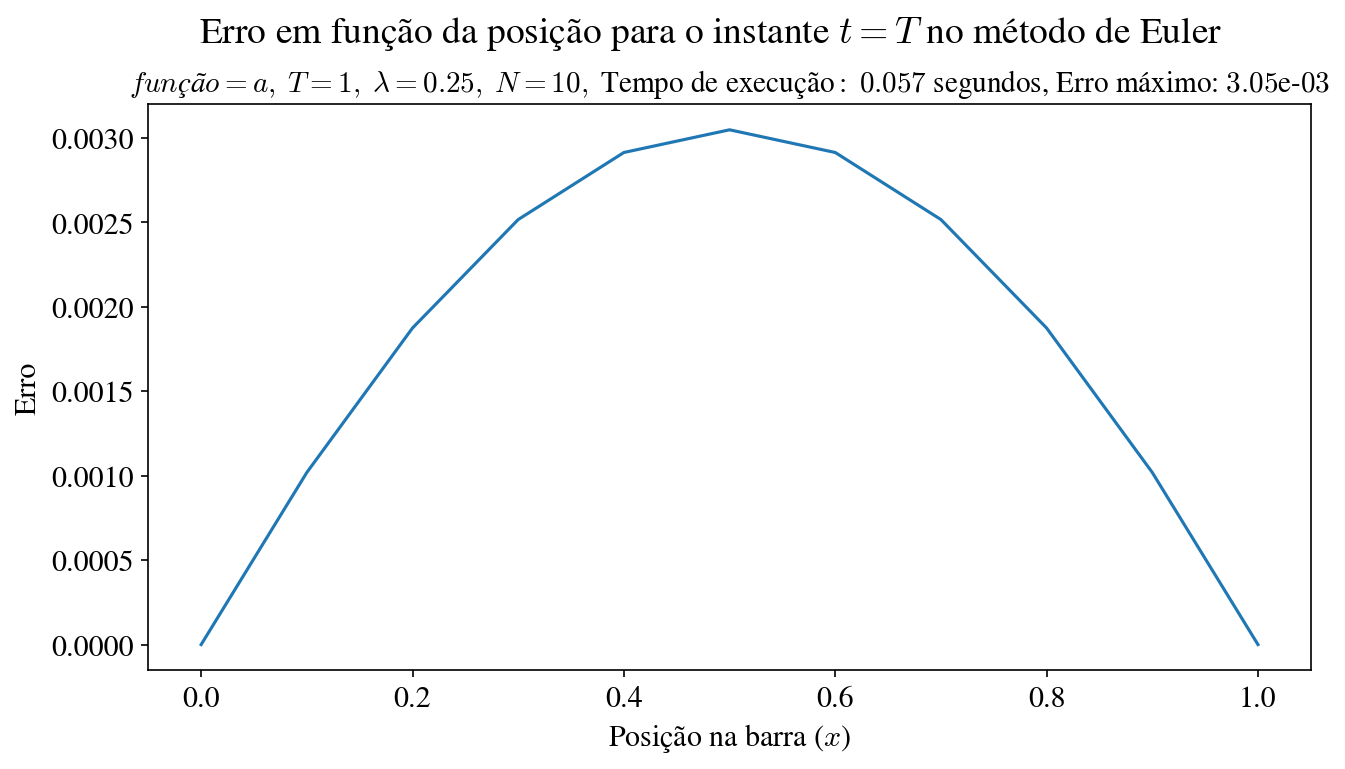 Erro em função da posição para o instante t = T no método de Euler
função = a, T = 1, λ = 0.25, N = 10, Tempo de execução : 0.057 segundos, Erro máximo: 3.05e-03
0.0030
0.0025
0.0020
0.0015
0.0010
0.0005
0.0000
Erro
0.0 0.2 0.4 0.6 0.8 1.0
Posição na barra (x)